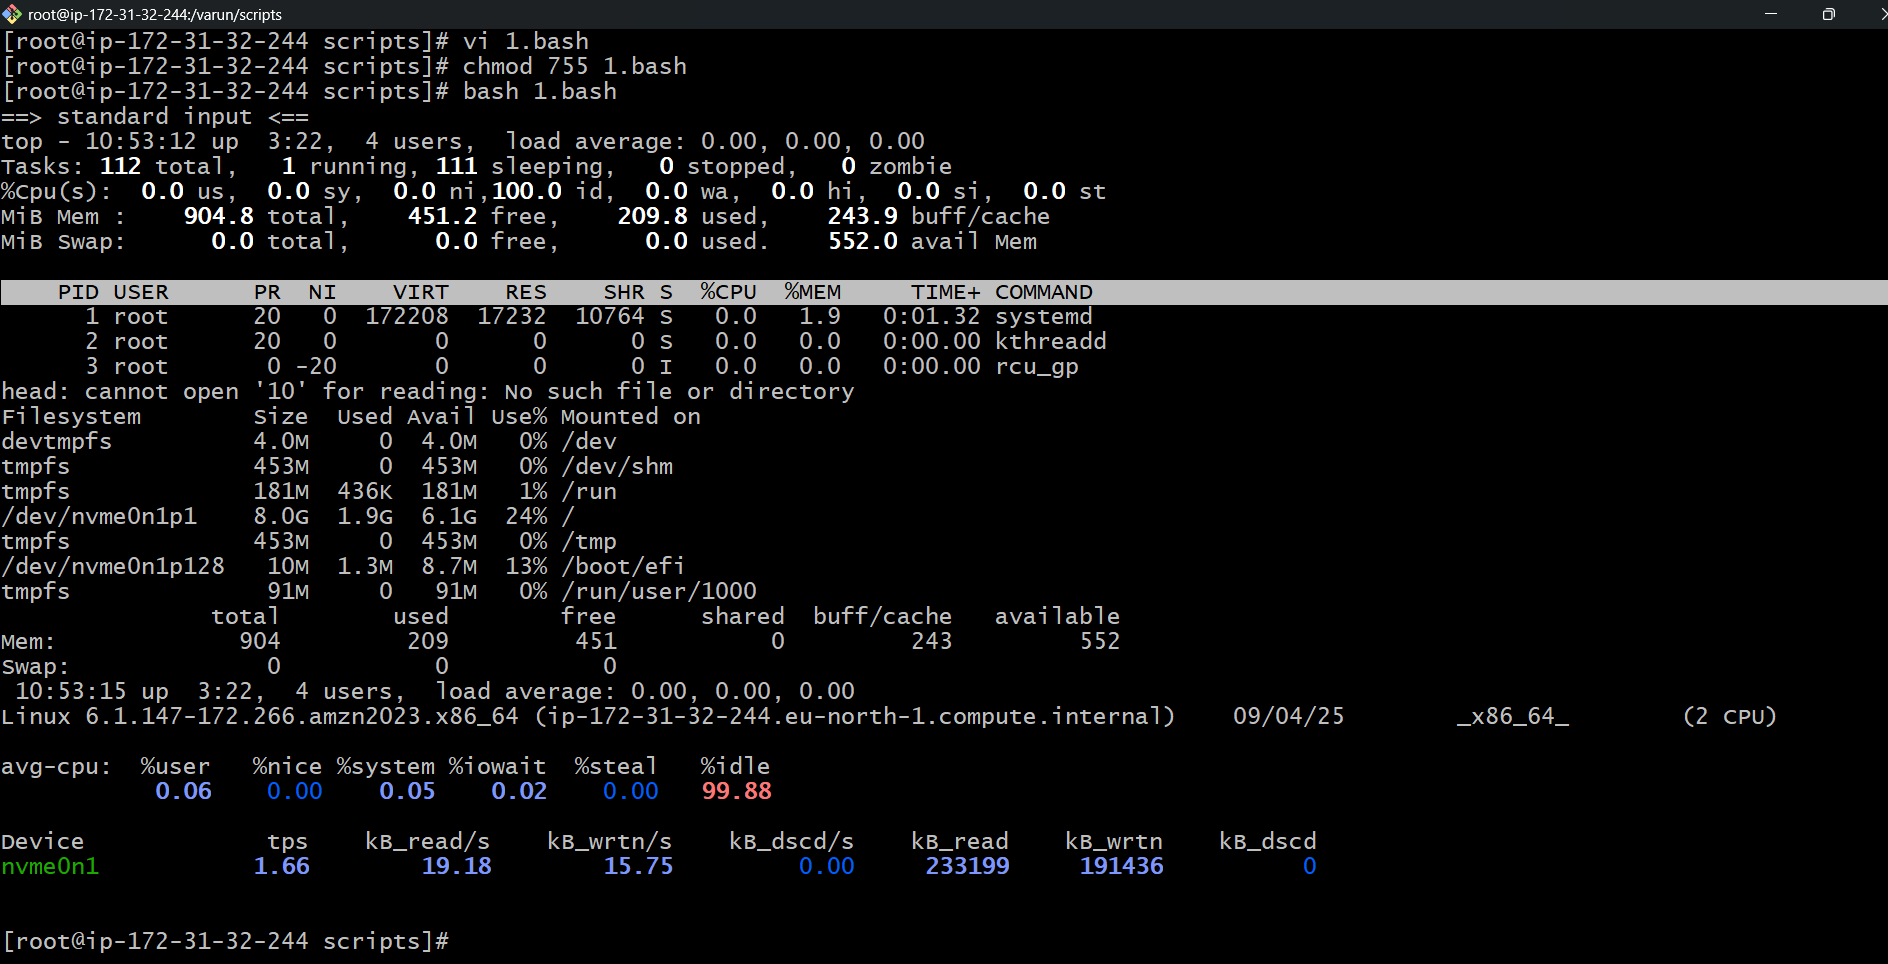 root@ip-172-31-32-244:/varun/scripts
[root@ip-172-31-32-244 scripts]# vi 1.bash
[root@ip-172-31-32-244 scripts]# chmod 755 1.bash
[root@ip-172-31-32-244 scripts]# bash 1.bash
==> standard input <==
top - 10:53:12 up  3:22,  4 users,  load average: 0.00, 0.00, 0.00
Tasks: 112 total,   1 running, 111 sleeping,   0 stopped,   0 zombie
%Cpu(s):  0.0 us,  0.0 sy,  0.0 ni,100.0 id,  0.0 wa,  0.0 hi,  0.0 si,  0.0 st
MiB Mem :    904.8 total,    451.2 free,    209.8 used,    243.9 buff/cache
MiB Swap:      0.0 total,      0.0 free,      0.0 used.    552.0 avail Mem
    PID USER      PR  NI    VIRT    RES    SHR S  %CPU  %MEM     TIME+ COMMAND
      1 root      20   0  172208  17232  10764 S   0.0   1.9   0:01.32 systemd
      2 root      20   0       0      0      0 S   0.0   0.0   0:00.00 kthreadd
      3 root       0 -20       0      0      0 I   0.0   0.0   0:00.00 rcu_gp
head: cannot open '10' for reading: No such file or directory
Filesystem        Size  Used Avail Use% Mounted on
devtmpfs          4.0M     0  4.0M   0% /dev
tmpfs             453M     0  453M   0% /dev/shm
tmpfs             181M  436K  181M   1% /run
/dev/nvme0n1p1    8.0G  1.9G  6.1G  24% /
tmpfs             453M     0  453M   0% /tmp
/dev/nvme0n1p128   10M  1.3M  8.7M  13% /boot/efi
tmpfs              91M     0   91M   0% /run/user/1000
               total        used        free      shared  buff/cache   available
Mem:             904         209         451           0         243         552
Swap:              0           0           0
 10:53:15 up  3:22,  4 users,  load average: 0.00, 0.00, 0.00
Linux 6.1.147-172.266.amzn2023.x86_64 (ip-172-31-32-244.eu-north-1.compute.internal)    09/04/25        _x86_64_        (2 CPU)
avg-cpu:  %user   %nice %system %iowait  %steal   %idle
           0.06    0.00    0.05    0.02    0.00   99.88
Device             tps    kB_read/s    kB_wrtn/s    kB_dscd/s    kB_read    kB_wrtn    kB_dscd
nvme0n1           1.66        19.18        15.75         0.00     233199     191436          0
[root@ip-172-31-32-244 scripts]#